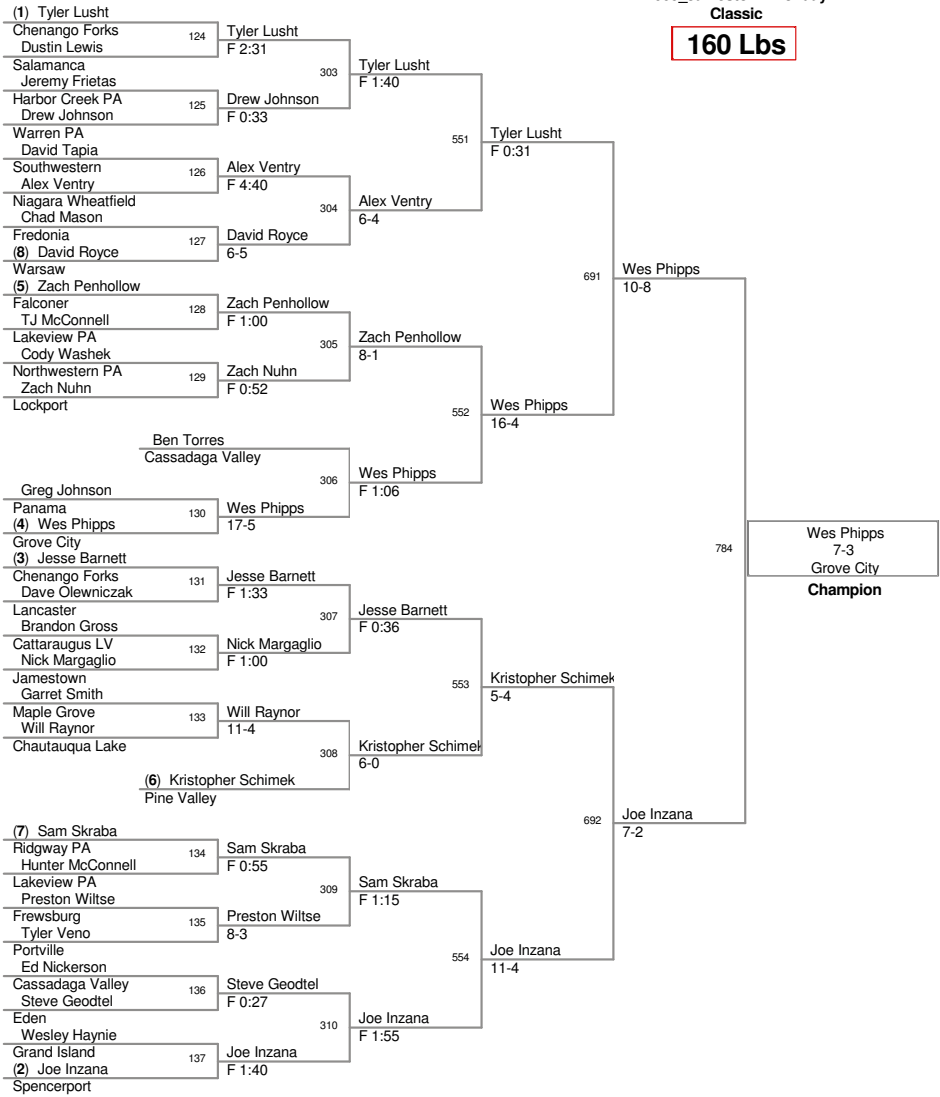 Classic
160 Lbs
(1) Tyler Lusht
Chenango Forks
124
Tyler Lusht
F 2:31
Dustin Lewis
Salamanca
303
Tyler Lusht
F 1:40
Jeremy Frietas
Harbor Creek PA
125
Drew Johnson
F 0:33
Drew Johnson
Warren PA
551
Tyler Lusht
F 0:31
David Tapia
Southwestern
126
Alex Ventry
F 4:40
Alex Ventry
Niagara Wheatfield
304
Alex Ventry
6-4
Chad Mason
Fredonia
127
David Royce
6-5
(8) David Royce
Warsaw
691
Wes Phipps
10-8
(5) Zach Penhollow
Falconer
128
Zach Penhollow
F 1:00
TJ McConnell
Lakeview PA
305
Zach Penhollow
8-1
Cody Washek
Northwestern PA
129
Zach Nuhn
F 0:52
Zach Nuhn
Lockport
552
Wes Phipps
16-4
Ben Torres
Cassadaga Valley
306
Wes Phipps
F 1:06
Greg Johnson
Panama
130
Wes Phipps
17-5
(4) Wes Phipps
Grove City
784
Wes Phipps
7-3
Grove City
Champion
(3) Jesse Barnett
Chenango Forks
131
Jesse Barnett
F 1:33
Dave Olewniczak
Lancaster
307
Jesse Barnett
F 0:36
Brandon Gross
Cattaraugus LV
132
Nick Margaglio
F 1:00
Nick Margaglio
Jamestown
553
Kristopher Schimek
5-4
Garret Smith
Maple Grove
133
Will Raynor
11-4
Will Raynor
Chautauqua Lake
308
Kristopher Schimek
6-0
(6) Kristopher Schimek
Pine Valley
692
Joe Inzana
7-2
(7) Sam Skraba
Ridgway PA
134
Sam Skraba
F 0:55
Hunter McConnell
Lakeview PA
309
Sam Skraba
F 1:15
Preston Wiltse
Frewsburg
135
Preston Wiltse
8-3
Tyler Veno
Portville
554
Joe Inzana
11-4
Ed Nickerson
Cassadaga Valley
136
Steve Geodtel
F 0:27
Steve Geodtel
Eden
310
Joe Inzana
F 1:55
Wesley Haynie
Grand Island
137
Joe Inzana
F 1:40
(2) Joe Inzana
Spencerport